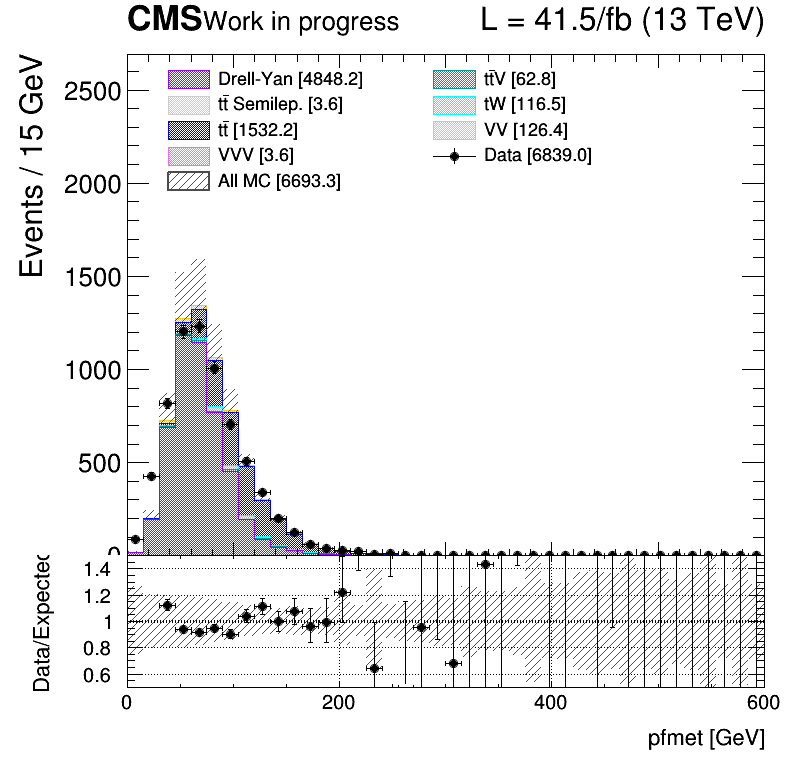 CMS Work in progress L = 41.5/fb (13 TeV)
Events / 15 GeV
Drell-Yan [4848.2] tt̄V [62.8]
tt̄ Semilep. [3.6] tW [116.5]
tt̄ [1532.2] VV [126.4]
VVV [3.6] Data [6839.0]
All MC [6693.3]
2500
2000
1500
1000
500
0
Data/Expected
1.4
1.2
1
0.8
0.6
0 200 400 600
pfmet [GeV]